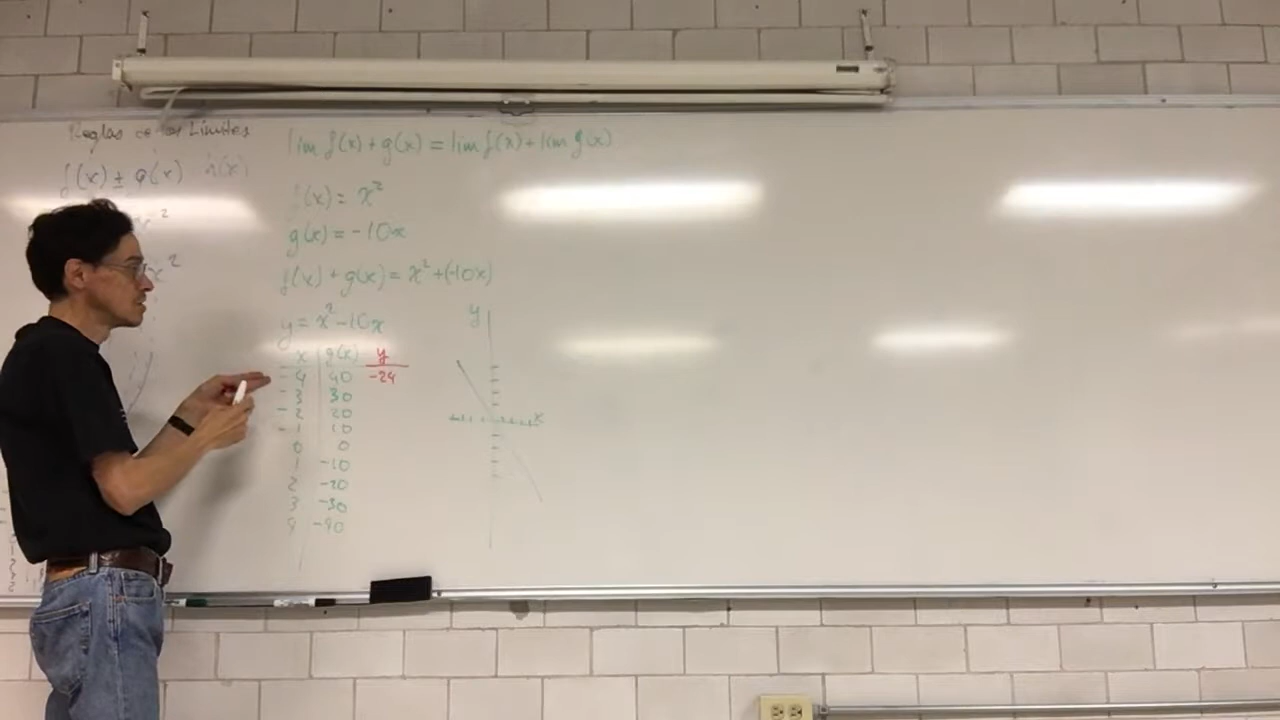 Reglas de los Límites
f(x) ± g(x) h(x)
x²
lim f(x) + g(x) = lim f(x) + lim g(x)
f(x) = x²
g(x) = -10x
f(x) + g(x) = x² + (-10x)
y = x² - 10x
x g(x) y
-4 40 -24
-3 30
-2 20
-1 10
0 0
1 -10
2 -20
3 -30
4 -40
y
x